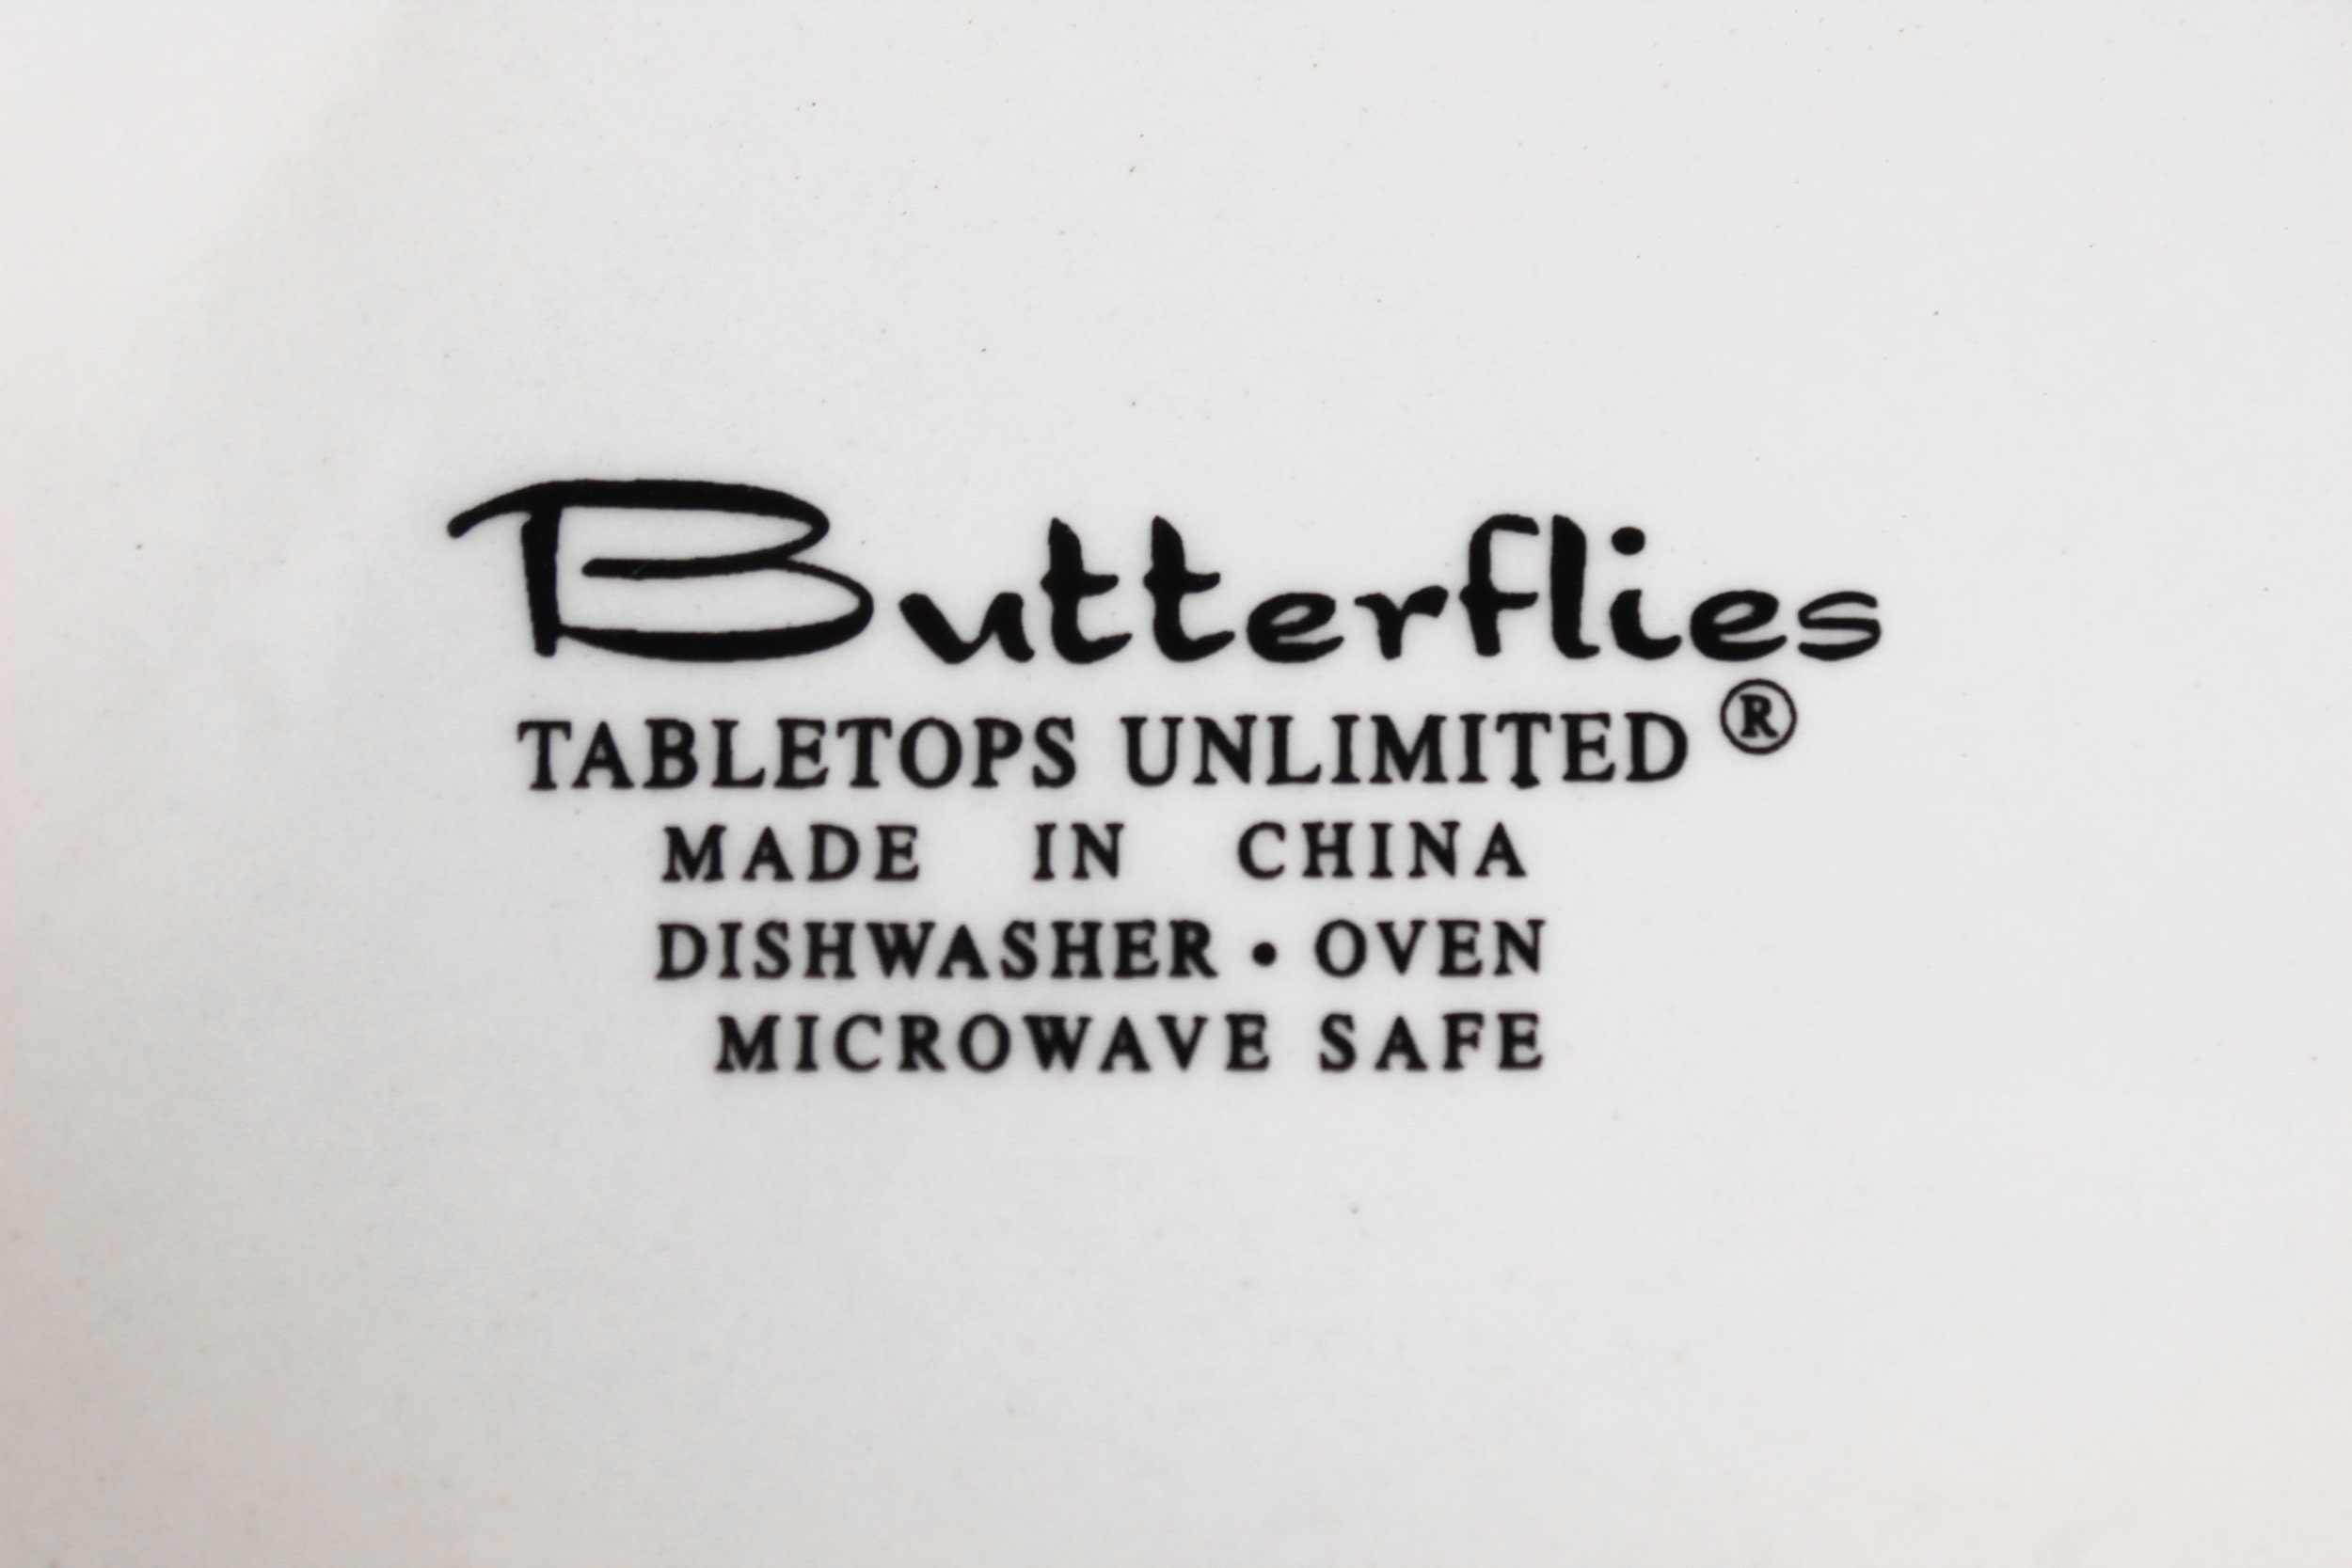 Butterflies
TABLETOPS UNLIMITED ®
MADE IN CHINA
DISHWASHER • OVEN
MICROWAVE SAFE